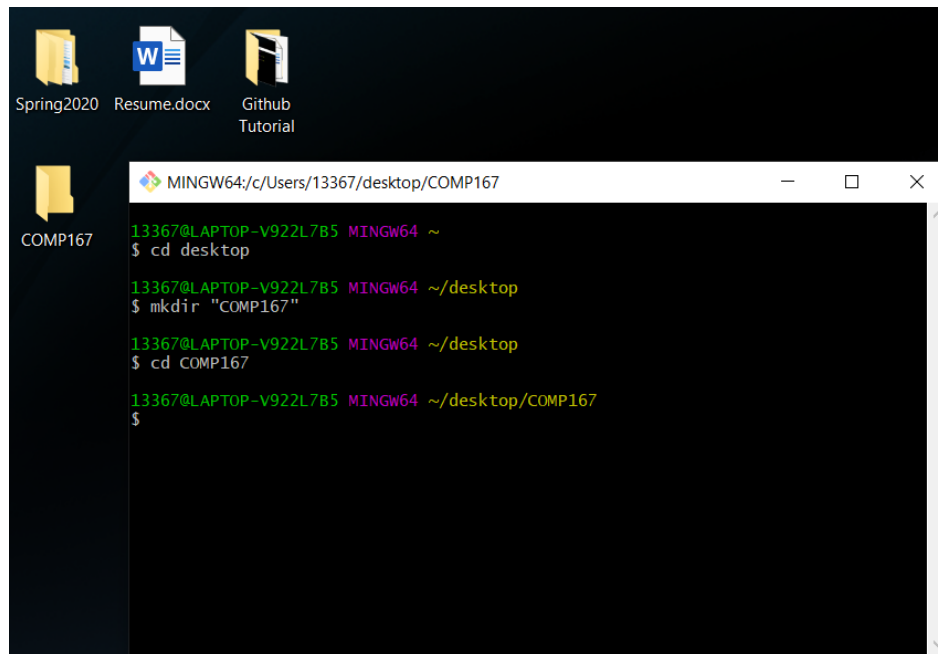 Spring2020 Resume.docx Github
Tutorial
COMP167
MINGW64:/c/Users/13367/desktop/COMP167
13367@LAPTOP-V922L7B5 MINGW64 ~
$ cd desktop
13367@LAPTOP-V922L7B5 MINGW64 ~/desktop
$ mkdir "COMP167"
13367@LAPTOP-V922L7B5 MINGW64 ~/desktop
$ cd COMP167
13367@LAPTOP-V922L7B5 MINGW64 ~/desktop/COMP167
$